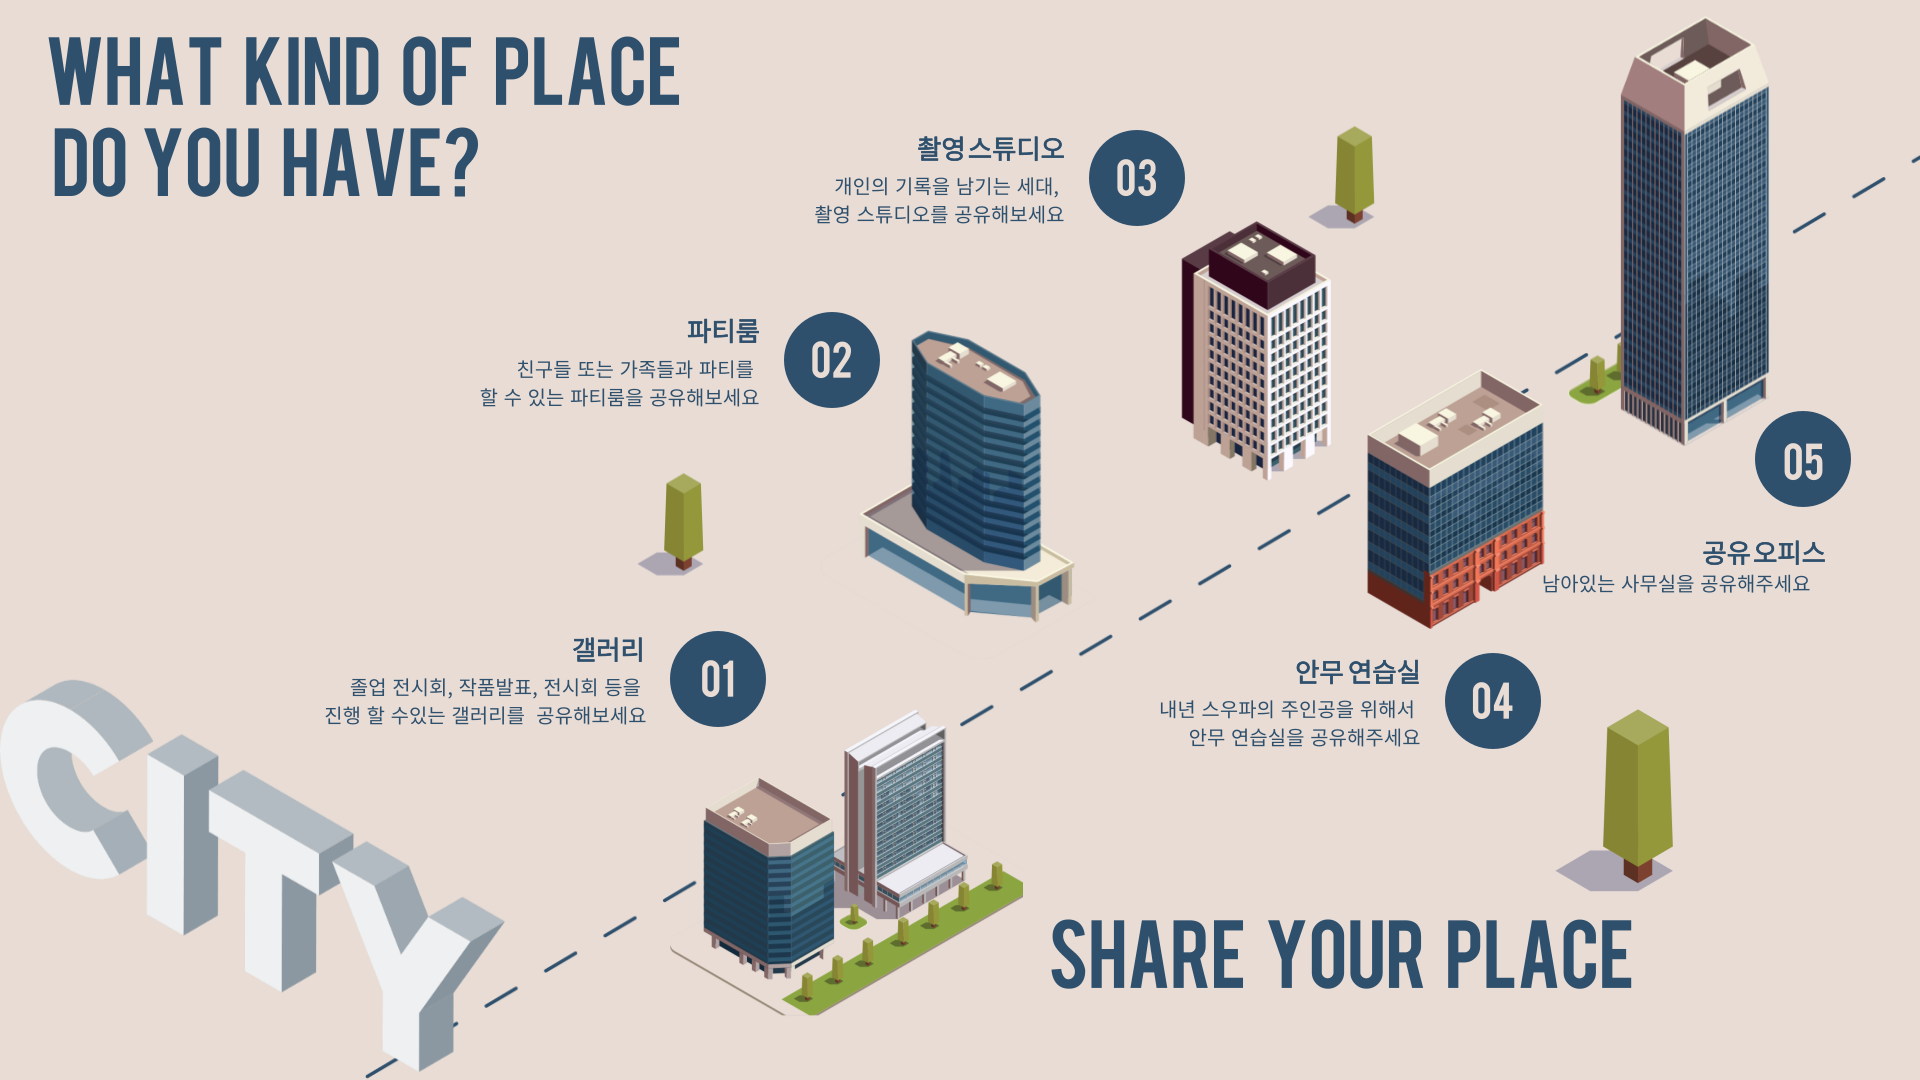 WHAT KIND OF PLACE
DO YOU HAVE?
촬영스튜디오
개인의 기록을 남기는 세대,
촬영 스튜디오를 공유해보세요
03
파티룸
친구들 또는 가족들과 파티를
할 수 있는 파티룸을 공유해보세요
02
05
공유오피스
남아있는 사무실을 공유해주세요
갤러리
졸업 전시회, 작품발표, 전시회 등을
진행 할 수있는 갤러리를 공유해보세요
01
안무 연습실
내년 스우파의 주인공을 위해서
안무 연습실을 공유해주세요
04
CITY
SHARE YOUR PLACE